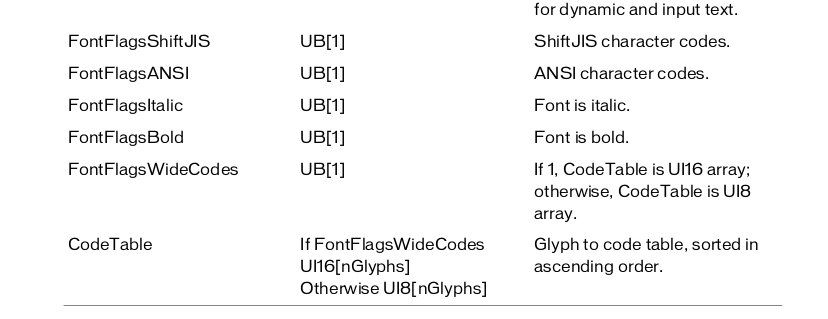 for dynamic and input text.
FontFlagsShiftJIS UB[1] ShiftJIS character codes.
FontFlagsANSI UB[1] ANSI character codes.
FontFlagsItalic UB[1] Font is italic.
FontFlagsBold UB[1] Font is bold.
FontFlagsWideCodes UB[1] If 1, CodeTable is UI16 array;
otherwise, CodeTable is UI8
array.
CodeTable If FontFlagsWideCodes Glyph to code table, sorted in
UI16[nGlyphs] ascending order.
Otherwise UI8[nGlyphs]